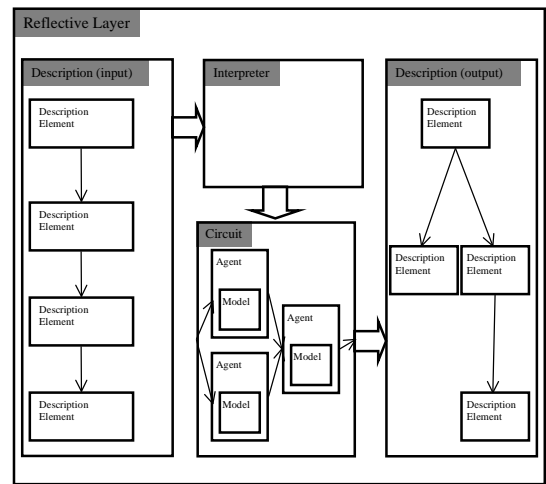 Reflective Layer
Description (input)
Description
Element
Description
Element
Description
Element
Description
Element
Interpreter
Circuit
Agent
Model
Agent
Model
Agent
Model
Description (output)
Description
Element
Description
Element
Description
Element
Description
Element